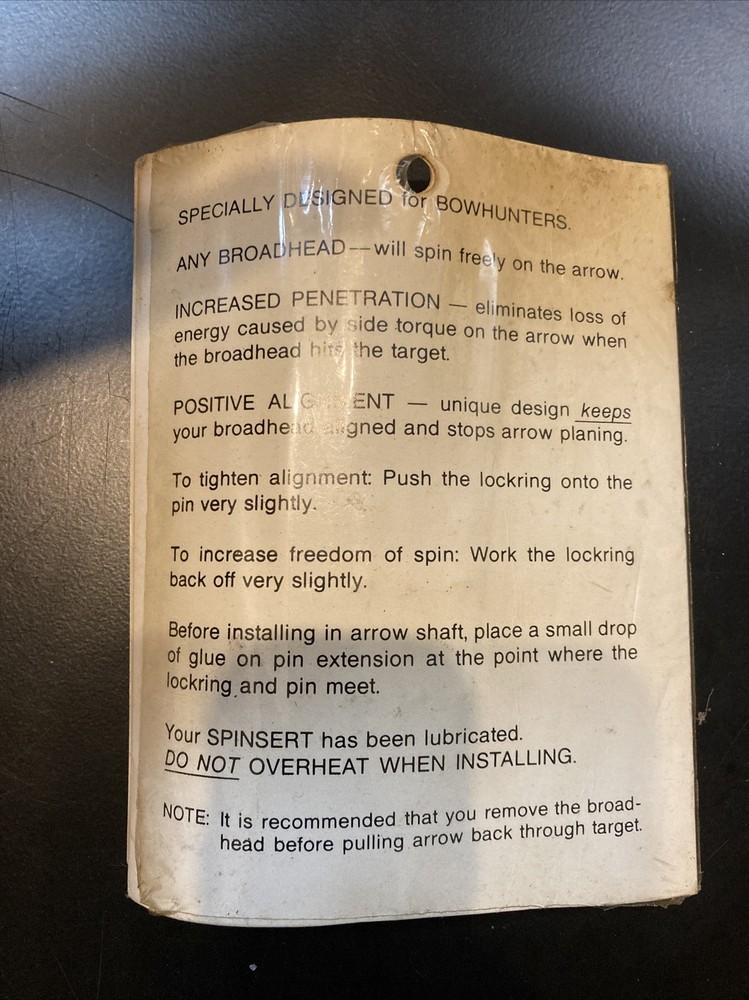 SPECIALLY DESIGNED for BOWHUNTERS.
ANY BROADHEAD--will spin freely on the arrow.
INCREASED PENETRATION — eliminates loss of
energy caused by side torque on the arrow when
the broadhead hits the target.
POSITIVE ALIGNMENT — unique design keeps
your broadhead aligned and stops arrow planing.
To tighten alignment: Push the lockring onto the
pin very slightly.
To increase freedom of spin: Work the lockring
back off very slightly.
Before installing in arrow shaft, place a small drop
of glue on pin extension at the point where the
lockring and pin meet.
Your SPINSERT has been lubricated.
DO NOT OVERHEAT WHEN INSTALLING.
NOTE: It is recommended that you remove the broad-
head before pulling arrow back through target.